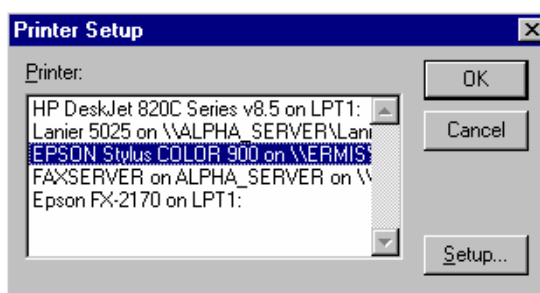 Printer Setup
Printer:
HP DeskJet 820C Series v8.5 on LPT1:
Lanier 5025 on \\ALPHA_SERVER\Lani
EPSON Stylus COLOR 900 on \\ERMIS
FAXSERVER on ALPHA_SERVER on \\
Epson FX-2170 on LPT1:
OK
Cancel
Setup...